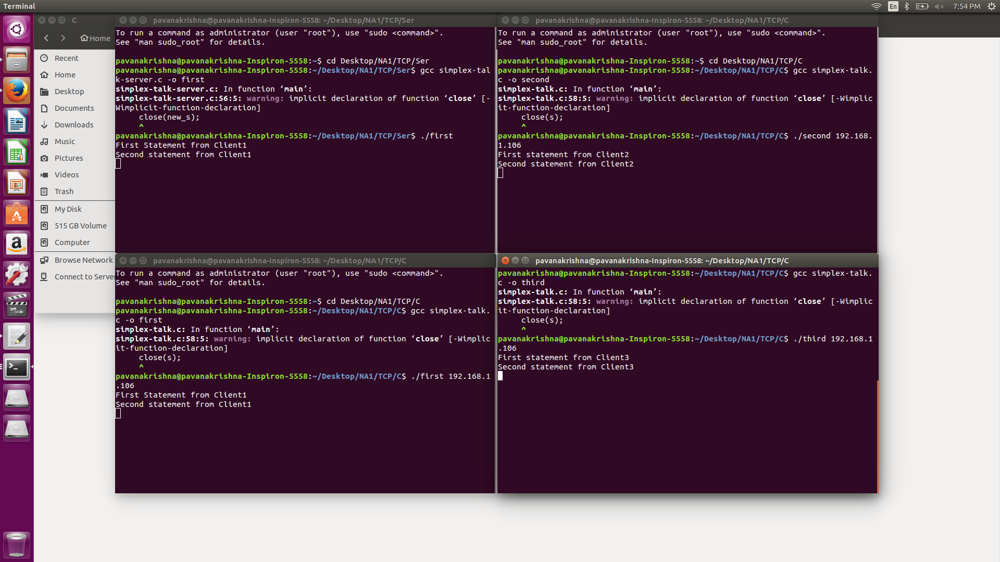 Terminal
En
7:54 PM
C
Home
Recent
Home
Desktop
Documents
Downloads
Music
Pictures
Videos
Trash
My Disk
515 GB Volume
Computer
Browse Network
Connect to Server
pavanakrishna@pavanakrishna-Inspiron-5558: ~/Desktop/NA1/TCP/Ser
To run a command as administrator (user "root"), use "sudo <command>".
See "man sudo_root" for details.
pavanakrishna@pavanakrishna-Inspiron-5558:~$ cd Desktop/NA1/TCP/Ser
pavanakrishna@pavanakrishna-Inspiron-5558:~/Desktop/NA1/TCP/Ser$ gcc simplex-tal
k-server.c -o first
simplex-talk-server.c: In function ‘main’:
simplex-talk-server.c:56:5: warning: implicit declaration of function ‘close’ [-
Wimplicit-function-declaration]
close(new_s);
^
pavanakrishna@pavanakrishna-Inspiron-5558:~/Desktop/NA1/TCP/Ser$ ./first
First Statement from Client1
Second statement from Client1
pavanakrishna@pavanakrishna-Inspiron-5558: ~/Desktop/NA1/TCP/C
To run a command as administrator (user "root"), use "sudo <command>".
See "man sudo_root" for details.
pavanakrishna@pavanakrishna-Inspiron-5558:~$ cd Desktop/NA1/TCP/C
pavanakrishna@pavanakrishna-Inspiron-5558:~/Desktop/NA1/TCP/C$ gcc simplex-talk.
c -o second
simplex-talk.c: In function ‘main’:
simplex-talk.c:58:5: warning: implicit declaration of function ‘close’ [-Wimplic
it-function-declaration]
close(s);
^
pavanakrishna@pavanakrishna-Inspiron-5558:~/Desktop/NA1/TCP/C$ ./second 192.168.
1.106
First statement from Client2
Second statement from Client2
pavanakrishna@pavanakrishna-Inspiron-5558: ~/Desktop/NA1/TCP/C
To run a command as administrator (user "root"), use "sudo <command>".
See "man sudo_root" for details.
pavanakrishna@pavanakrishna-Inspiron-5558:~$ cd Desktop/NA1/TCP/C
pavanakrishna@pavanakrishna-Inspiron-5558:~/Desktop/NA1/TCP/C$ gcc simplex-talk.
c -o first
simplex-talk.c: In function ‘main’:
simplex-talk.c:58:5: warning: implicit declaration of function ‘close’ [-Wimplic
it-function-declaration]
close(s);
^
pavanakrishna@pavanakrishna-Inspiron-5558:~/Desktop/NA1/TCP/C$ ./first 192.168.1
.106
First Statement from Client1
Second statement from Client1
pavanakrishna@pavanakrishna-Inspiron-5558: ~/Desktop/NA1/TCP/C
pavanakrishna@pavanakrishna-Inspiron-5558:~/Desktop/NA1/TCP/C$ gcc simplex-talk.
c -o third
simplex-talk.c: In function ‘main’:
simplex-talk.c:58:5: warning: implicit declaration of function ‘close’ [-Wimplic
it-function-declaration]
close(s);
^
pavanakrishna@pavanakrishna-Inspiron-5558:~/Desktop/NA1/TCP/C$ ./third 192.168.1
.106
First statement from Client3
Second statement from Client3